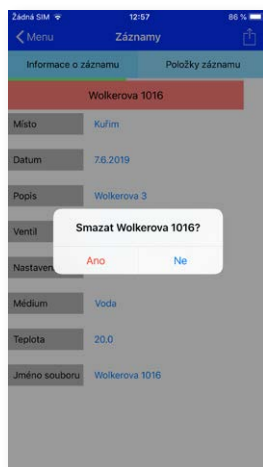 Žádná SIM 12:57 86 %
Menu Záznamy
Informace o záznamu Položky záznamu
Wolkerova 1016
Místo Kuřim
Datum 7.6.2019
Popis Wolkerova 3
Ventil
Smazat Wolkerova 1016?
Ano Ne
Nastaven
Médium Voda
Teplota 20.0
Jméno souboru Wolkerova 1016